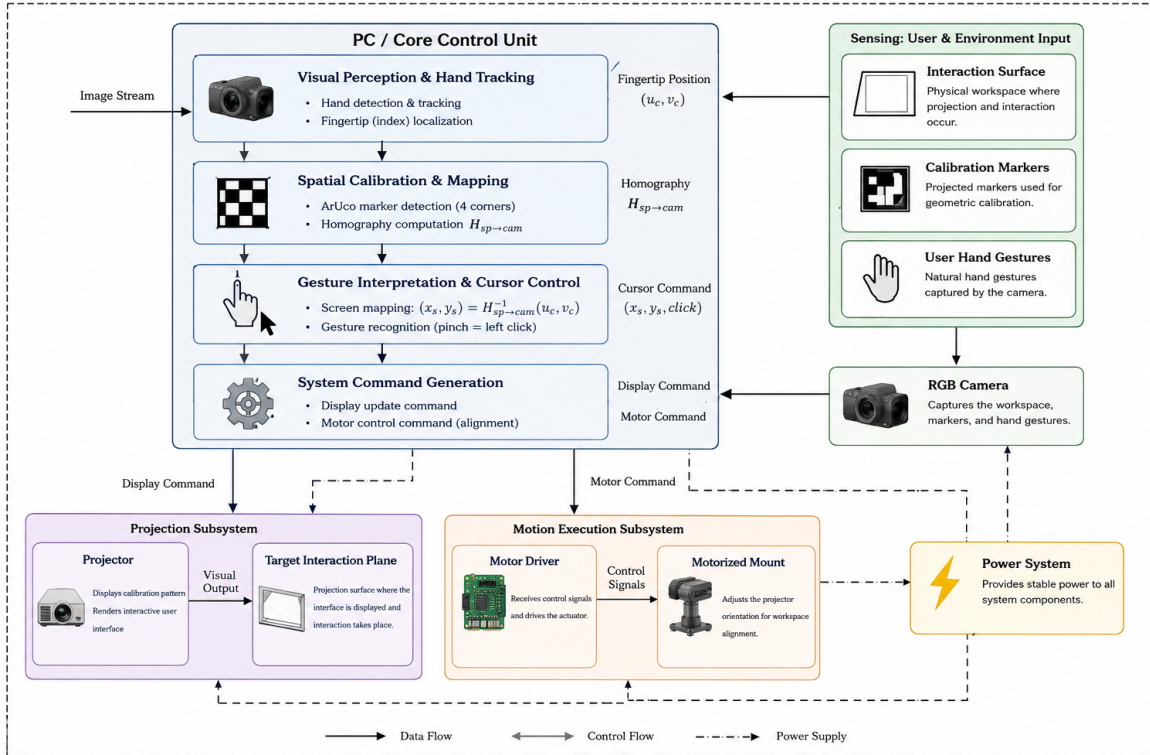 PC / Core Control Unit
Image Stream
Visual Perception & Hand Tracking
• Hand detection & tracking
• Fingertip (index) localization
Fingertip Position
(u_c, v_c)
Spatial Calibration & Mapping
• ArUco marker detection (4 corners)
• Homography computation H_{sp→cam}
Homography
H_{sp→cam}
Gesture Interpretation & Cursor Control
• Screen mapping: (x_s, y_s) = H_{sp→cam}^{-1}(u_c, v_c)
• Gesture recognition (pinch = left click)
Cursor Command
(x_s, y_s, click)
System Command Generation
• Display update command
• Motor control command (alignment)
Display Command
Motor Command
Sensing: User & Environment Input
Interaction Surface
Physical workspace where
projection and interaction
occur.
Calibration Markers
Projected markers used for
geometric calibration.
User Hand Gestures
Natural hand gestures
captured by the camera.
RGB Camera
Captures the workspace,
markers, and hand gestures.
Display Command
Motor Command
Projection Subsystem
Projector
Displays calibration pattern
Renders interactive user
interface
Visual
Output
Target Interaction Plane
Projection surface where the
interface is displayed and
interaction takes place.
Motion Execution Subsystem
Motor Driver
Receives control signals
and drives the actuator.
Control
Signals
Motorized Mount
Adjusts the projector
orientation for workspace
alignment.
Power System
Provides stable power to all
system components.
Data Flow
Control Flow
Power Supply